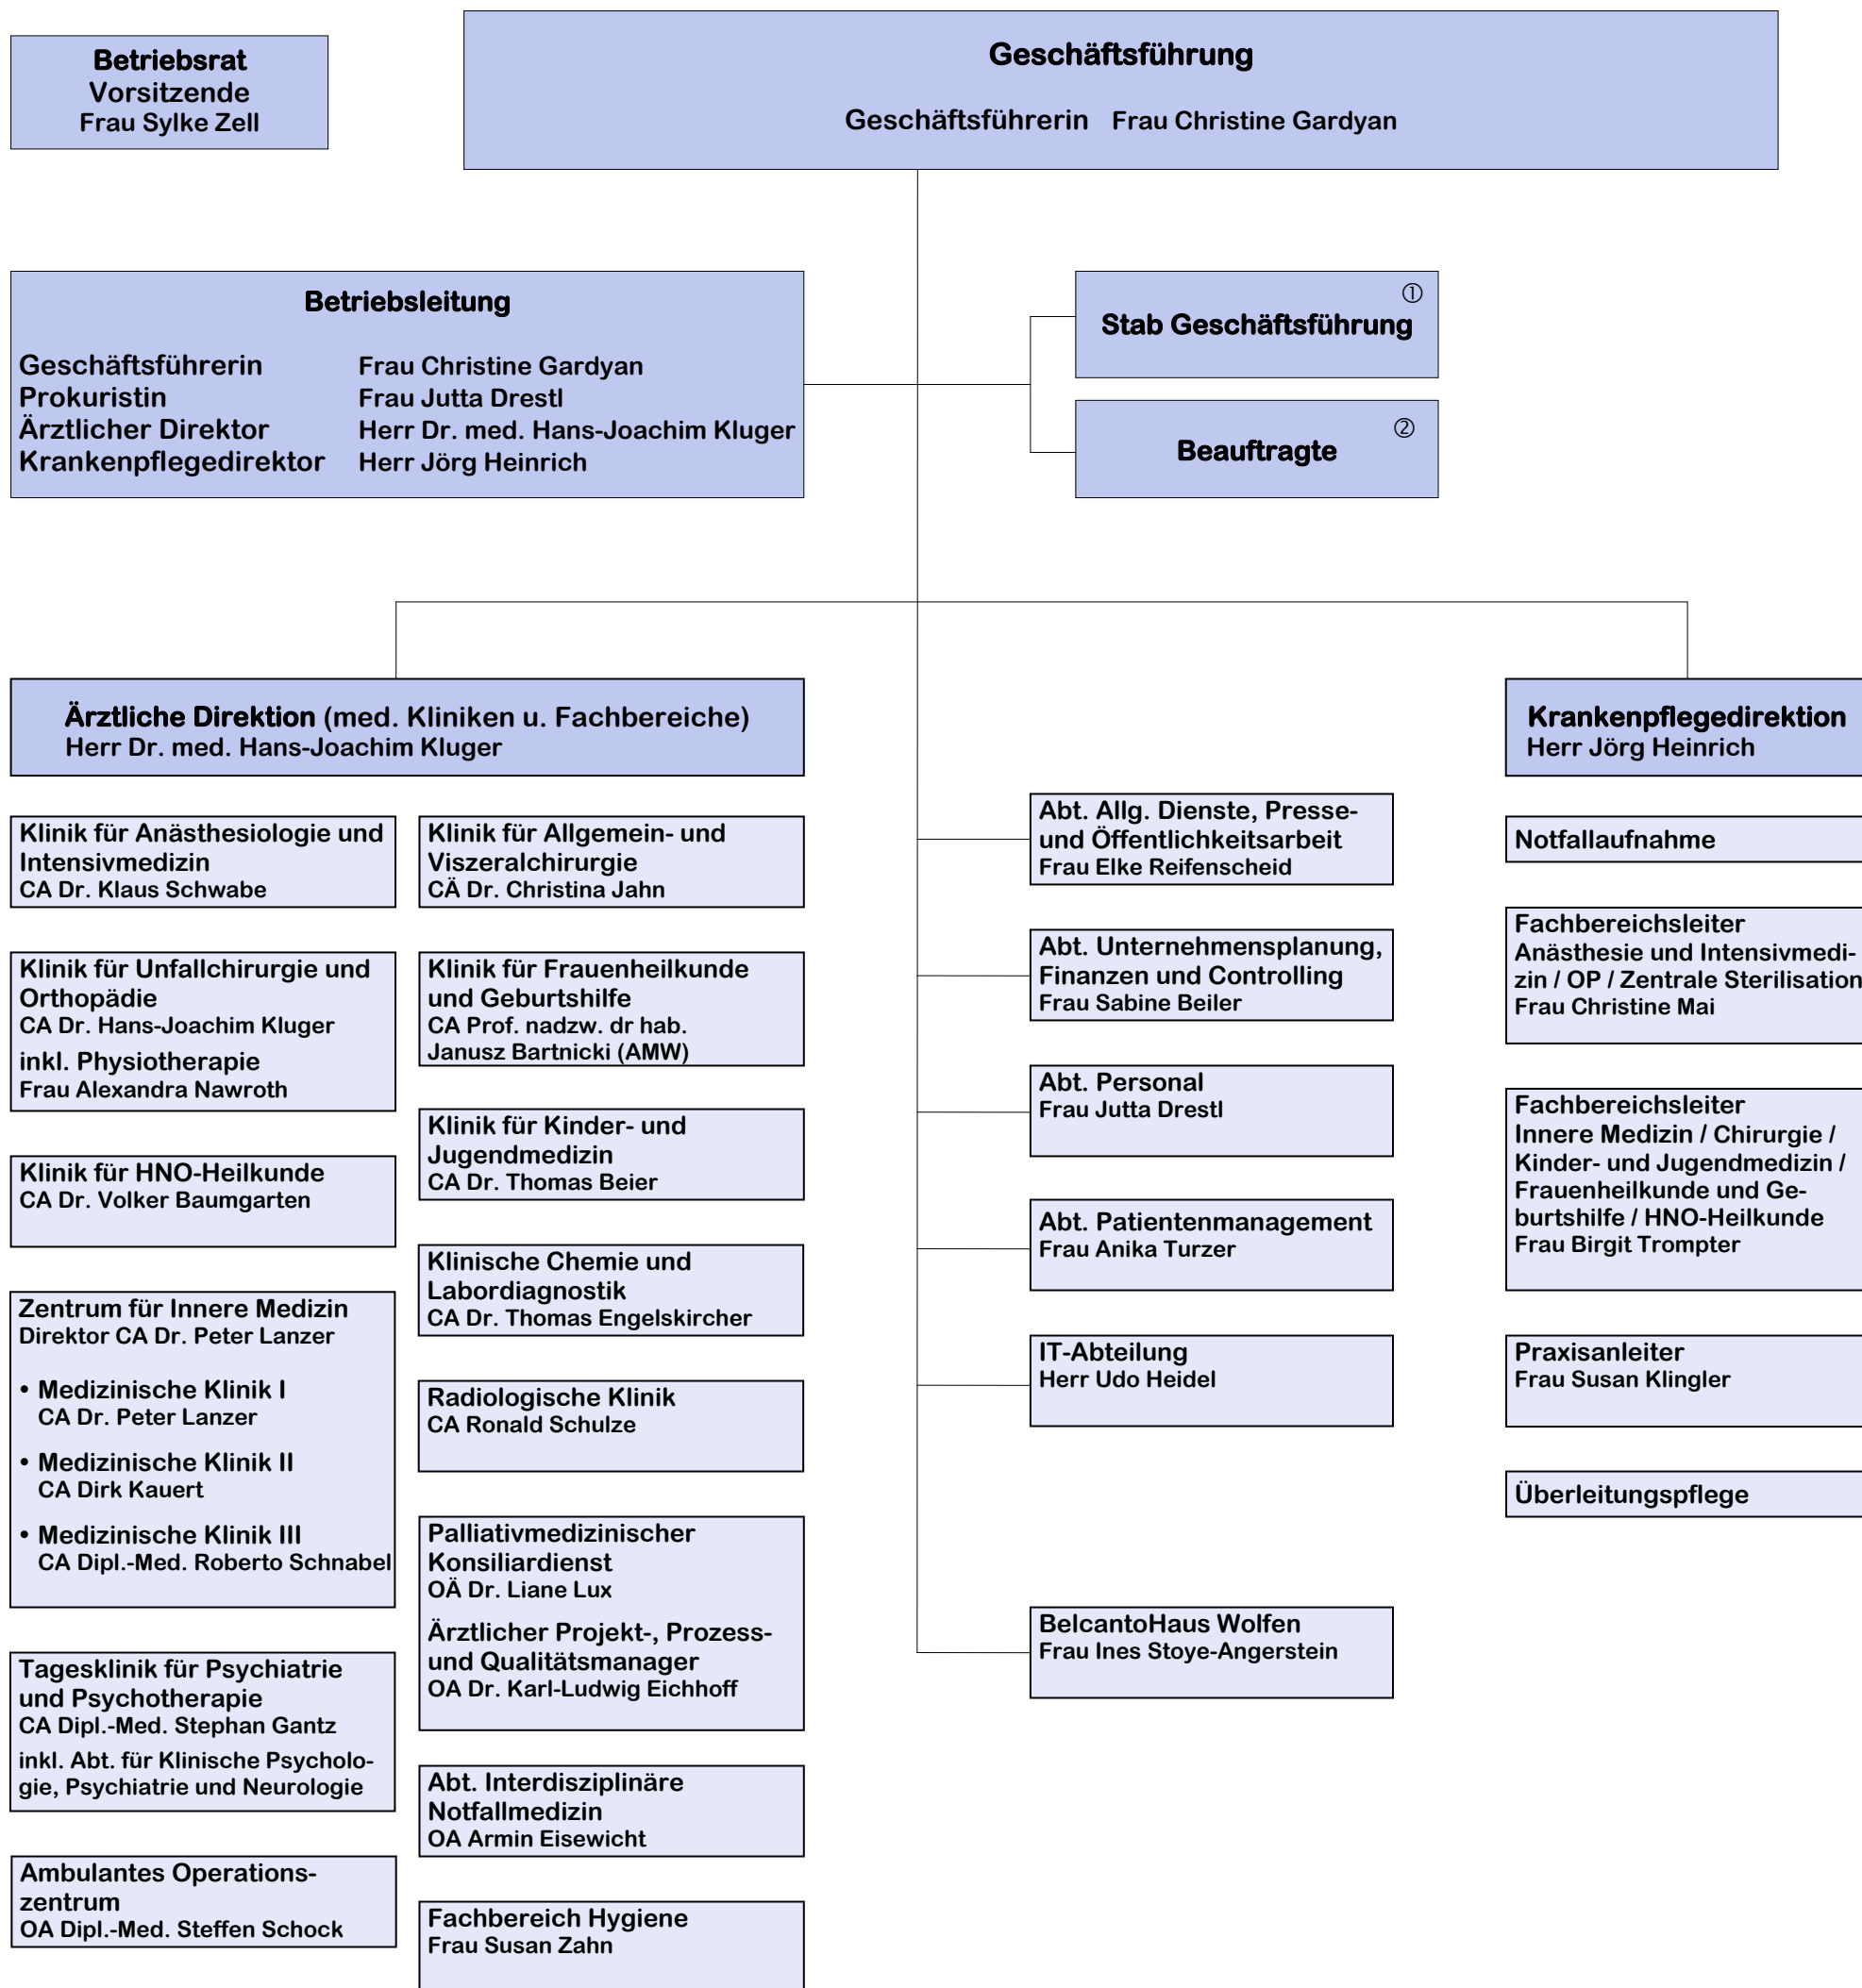 Betriebsrat
Vorsitzende
Frau Sylke Zell
Geschäftsführung
Geschäftsführerin Frau Christine Gardyan
Betriebsleitung
Geschäftsführerin Frau Christine Gardyan
Prokuristin Frau Jutta Drestl
Ärztlicher Direktor Herr Dr. med. Hans-Joachim Kluger
Krankenpflegedirektor Herr Jörg Heinrich
①
Stab Geschäftsführung
②
Beauftragte
Ärztliche Direktion (med. Kliniken u. Fachbereiche)
Herr Dr. med. Hans-Joachim Kluger
Klinik für Anästhesiologie und
Intensivmedizin
CA Dr. Klaus Schwabe
Klinik für Unfallchirurgie und
Orthopädie
CA Dr. Hans-Joachim Kluger
inkl. Physiotherapie
Frau Alexandra Nawroth
Klinik für HNO-Heilkunde
CA Dr. Volker Baumgarten
Zentrum für Innere Medizin
Direktor CA Dr. Peter Lanzer
• Medizinische Klinik I
CA Dr. Peter Lanzer
• Medizinische Klinik II
CA Dirk Kauert
• Medizinische Klinik III
CA Dipl.-Med. Roberto Schnabel
Tagesklinik für Psychiatrie
und Psychotherapie
CA Dipl.-Med. Stephan Gantz
inkl. Abt. für Klinische Psycholo-
gie, Psychiatrie und Neurologie
Ambulantes Operations-
zentrum
OA Dipl.-Med. Steffen Schock
Klinik für Allgemein- und
Viszeralchirurgie
CÄ Dr. Christina Jahn
Klinik für Frauenheilkunde
und Geburtshilfe
CA Prof. nadzw. dr hab.
Janusz Bartnicki (AMW)
Klinik für Kinder- und
Jugendmedizin
CA Dr. Thomas Beier
Klinische Chemie und
Labordiagnostik
CA Dr. Thomas Engelskircher
Radiologische Klinik
CA Ronald Schulze
Palliativmedizinischer
Konsiliardienst
OÄ Dr. Liane Lux
Ärztlicher Projekt-, Prozess-
und Qualitätsmanager
OA Dr. Karl-Ludwig Eichhoff
Abt. Interdisziplinäre
Notfallmedizin
OA Armin Eisewicht
Fachbereich Hygiene
Frau Susan Zahn
Abt. Allg. Dienste, Presse-
und Öffentlichkeitsarbeit
Frau Elke Reifenscheid
Abt. Unternehmensplanung,
Finanzen und Controlling
Frau Sabine Beiler
Abt. Personal
Frau Jutta Drestl
Abt. Patientenmanagement
Frau Anika Turzer
IT-Abteilung
Herr Udo Heidel
BelcantoHaus Wolfen
Frau Ines Stoye-Angerstein
Krankenpflegedirektion
Herr Jörg Heinrich
Notfallaufnahme
Fachbereichsleiter
Anästhesie und Intensivmedi-
zin / OP / Zentrale Sterilisation
Frau Christine Mai
Fachbereichsleiter
Innere Medizin / Chirurgie /
Kinder- und Jugendmedizin /
Frauenheilkunde und Ge-
burtshilfe / HNO-Heilkunde
Frau Birgit Trompter
Praxisanleiter
Frau Susan Klingler
Überleitungspflege